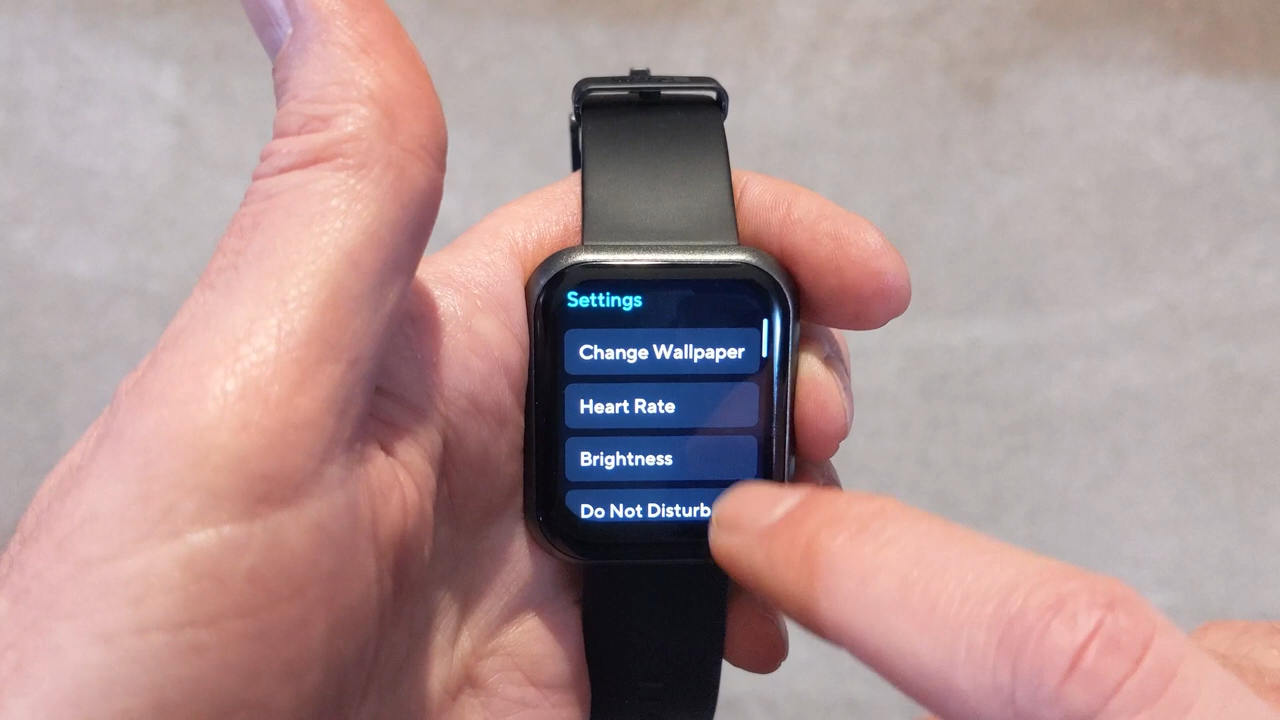 Settings
Change Wallpaper
Heart Rate
Brightness
Do Not Disturb